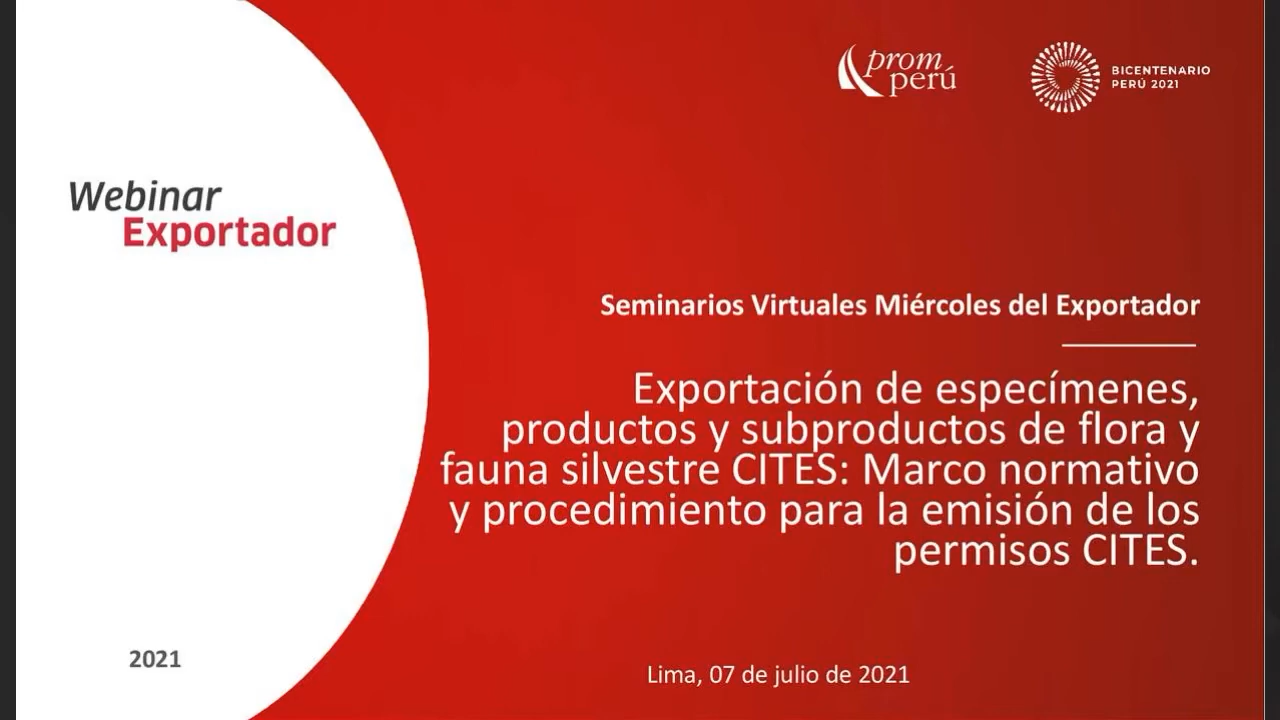 prom
perú
BICENTENARIO
PERÚ 2021
Webinar
Exportador
Seminarios Virtuales Miércoles del Exportador
Exportación de especímenes,
productos y subproductos de flora y
fauna silvestre CITES: Marco normativo
y procedimiento para la emisión de los
permisos CITES.
2021
Lima, 07 de julio de 2021